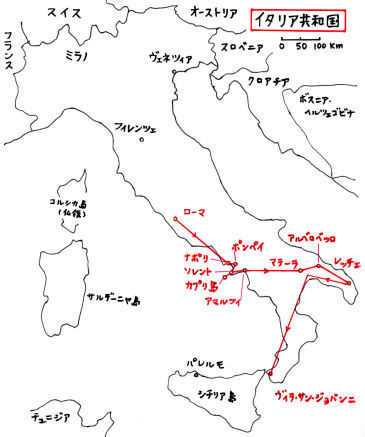 スイス
オーストリア
イタリア共和国
フランス
ミラノ
ヴェネツィア
スロベニア
0 50 100 Km
クロアチア
ボスニア・
ヘルツェゴビナ
フィレンツェ
コルシカ島
(仏領)
ローマ
アルベロベッロ
ナポリ
ポンペイ
ソレント
マテーラ
レッチェ
カプリ島
アマルフィ
サルデーニャ島
パレルモ
シチリア島
ヴィラ・サン・ジョバンニ
チュニジア